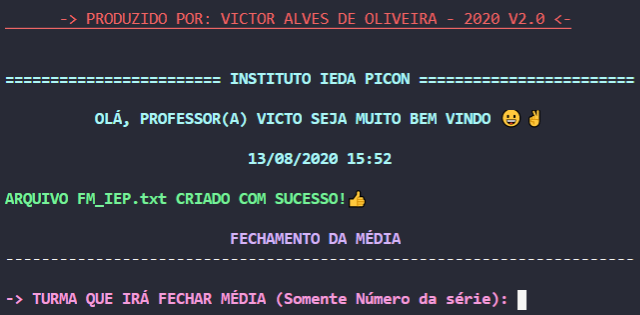 -> PRODUZIDO POR: VICTOR ALVES DE OLIVEIRA - 2020 V2.0 <-
=========================== INSTITUTO IEDA PICON ========================
OLÁ, PROFESSOR(A) VICTO SEJA MUITO BEM VINDO 😀✌
13/08/2020 15:52
ARQUIVO FM_IEP.txt CRIADO COM SUCESSO!👍
FECHAMENTO DA MÉDIA
----------------------------------------------------------------------
-> TURMA QUE IRÁ FECHAR MÉDIA (Somente Número da série):